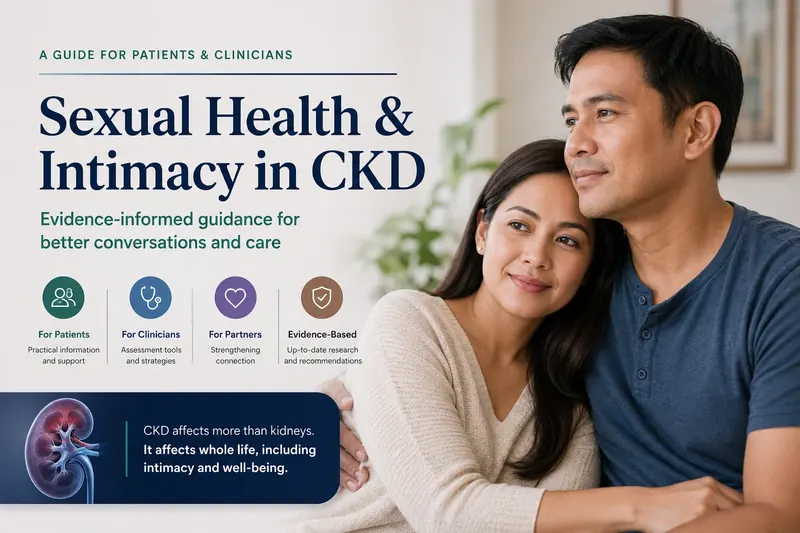 A GUIDE FOR PATIENTS & CLINICIANS
Sexual Health &
Intimacy in CKD
Evidence-informed guidance for
better conversations and care
For Patients
Practical information
and support
For Clinicians
Assessment tools
and strategies
For Partners
Strengthening
connection
Evidence-Based
Up-to-date research
and recommendations
CKD affects more than kidneys.
It affects whole life, including
intimacy and well-being.